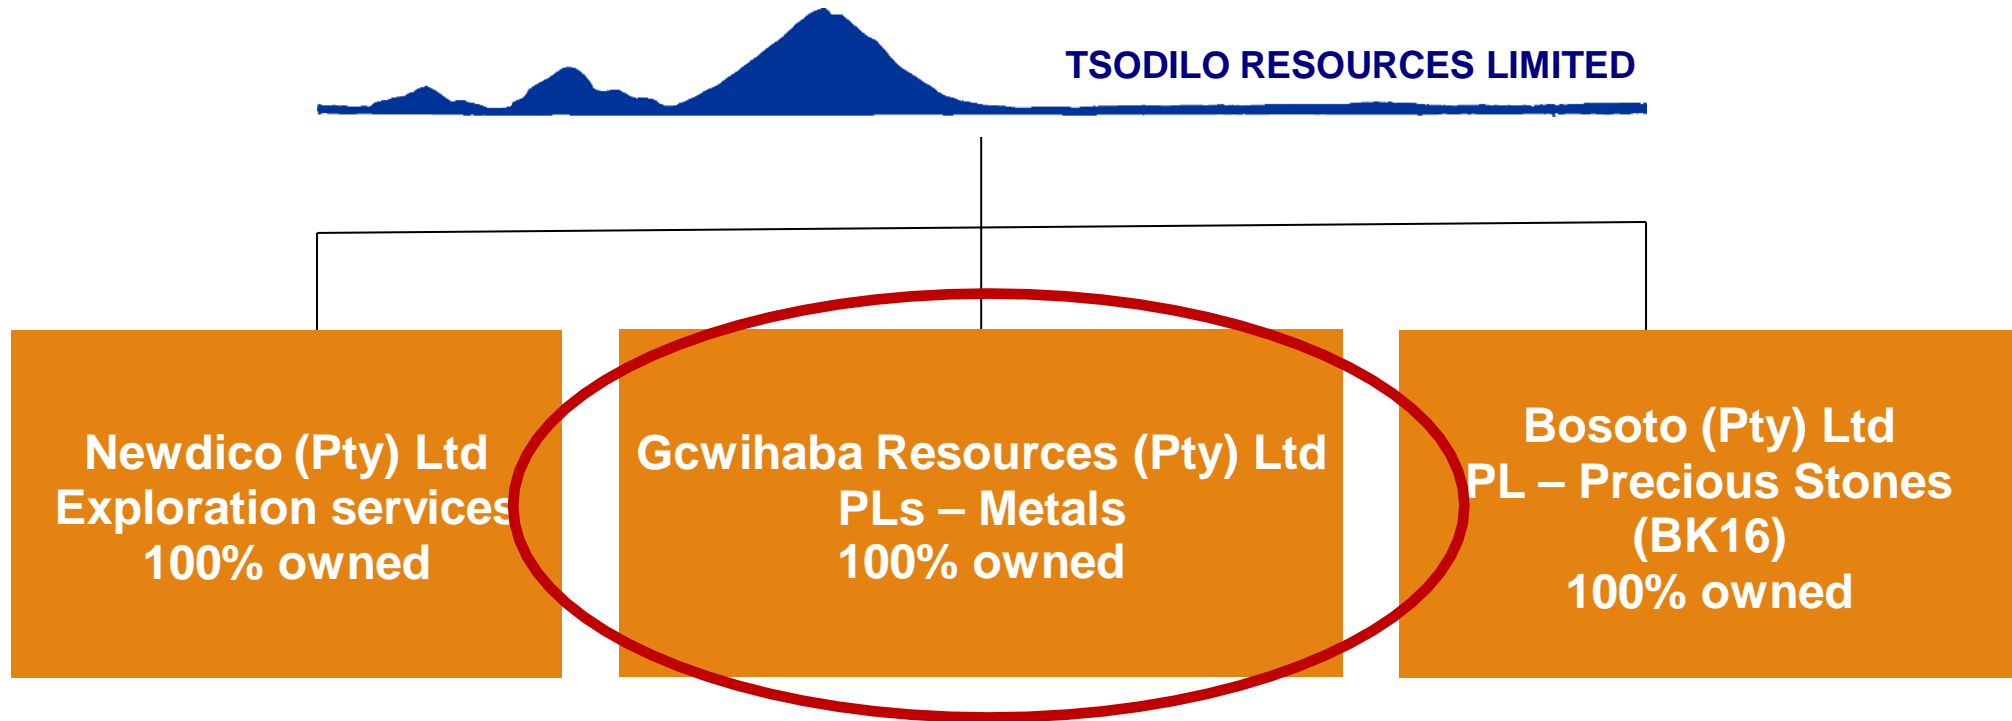 TSODILO RESOURCES LIMITED
Newdico (Pty) Ltd
Exploration services
100% owned
Gcwihaba Resources (Pty) Ltd
PLs – Metals
100% owned
Bosoto (Pty) Ltd
PL – Precious Stones
(BK16)
100% owned